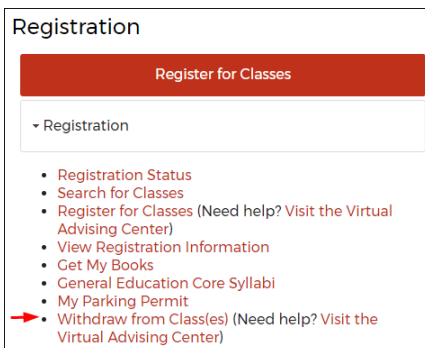 Registration
Register for Classes
Registration
• Registration Status
• Search for Classes
• Register for Classes (Need help? Visit the Virtual
Advising Center)
• View Registration Information
• Get My Books
• General Education Core Syllabi
• My Parking Permit
• Withdraw from Class(es) (Need help? Visit the
Virtual Advising Center)